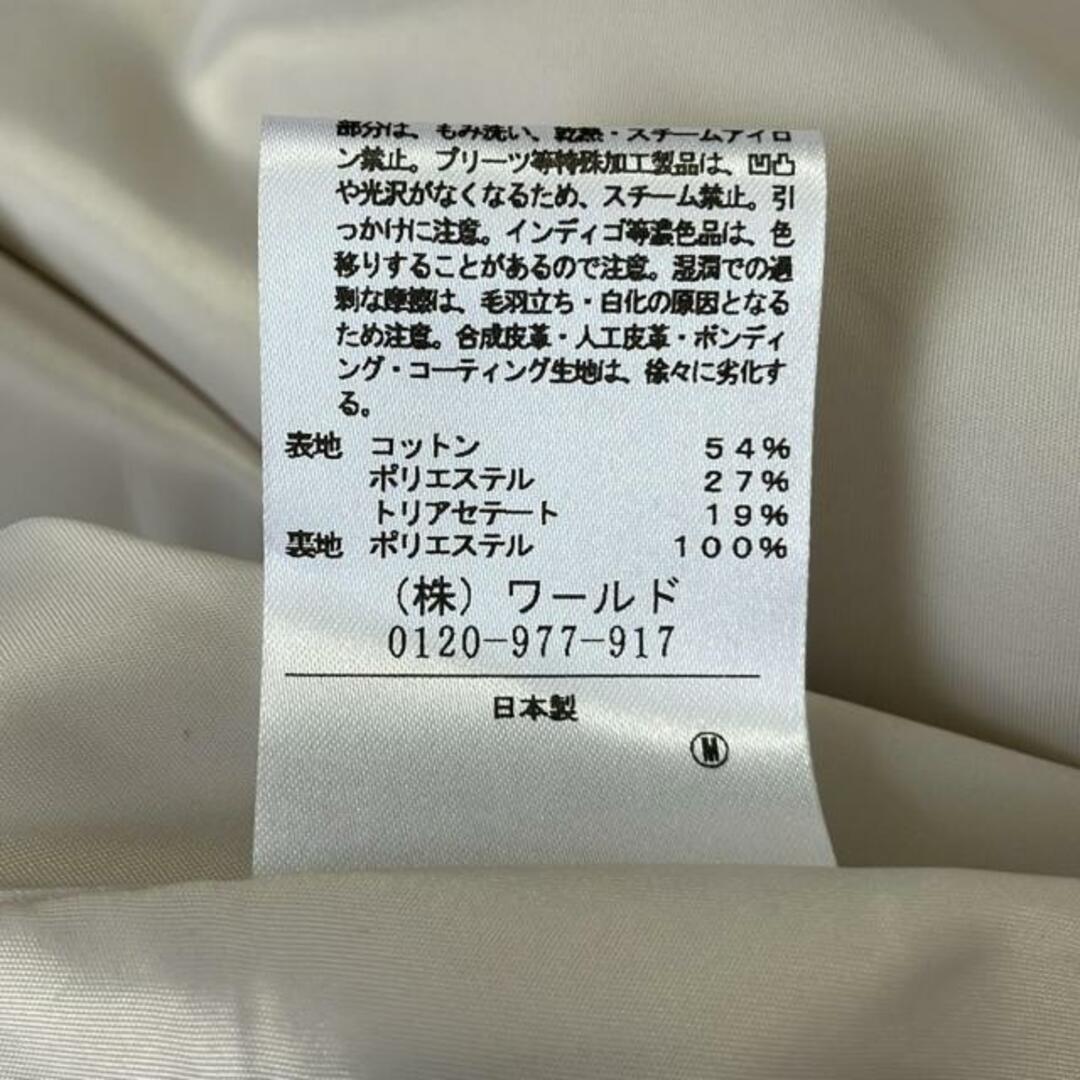 部分は、もみ洗い、乾熱・スチームアイロ
ン禁止。プリーツ等特殊加工製品は、凹凸
や光沢がなくなるため、スチーム禁止。引
っかけに注意。インディゴ等濃色品は、色
移りすることがあるので注意。湿潤での過
剰な摩擦は、毛羽立ち・白化の原因となる
ため注意。合成皮革・人工皮革・ボンディ
ング・コーティング生地は、徐々に劣化す
る。
表地 コットン 54%
ポリエステル 27%
トリアセテート 19%
裏地 ポリエステル 100%
(株) ワールド
0120-977-917
日本製
Ⓜ